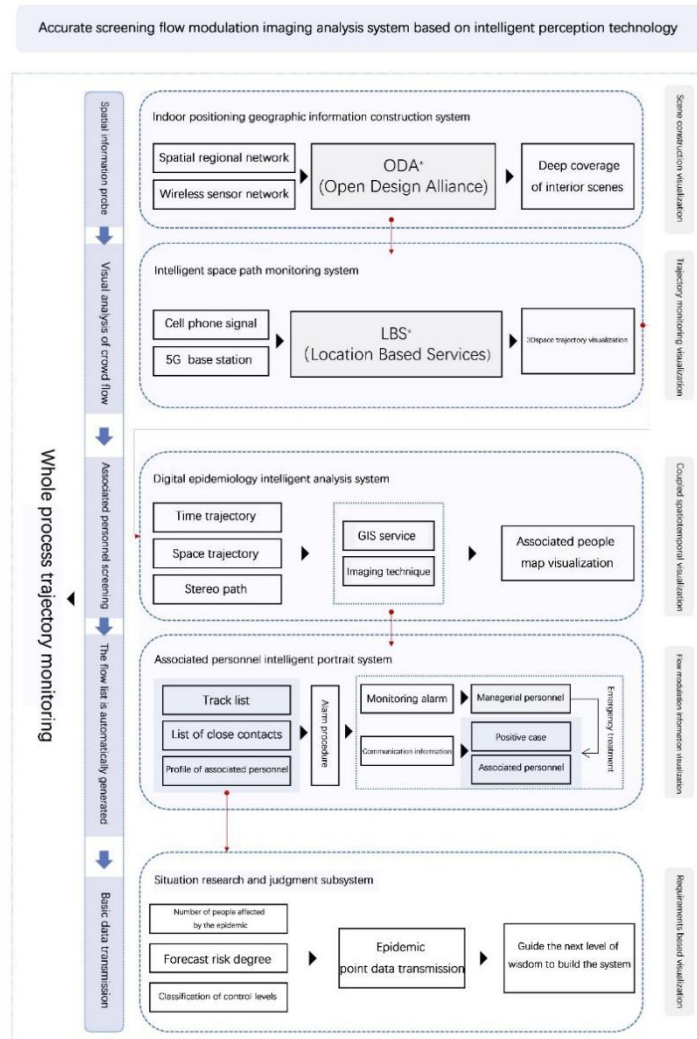 Accurate screening flow modulation imaging analysis system based on intelligent perception technology
Spatial information probe
Indoor positioning geographic information construction system
Spatial regional network
Wireless sensor network
ODA*
(Open Design Alliance)
Deep coverage
of interior scenes
Scene construction visualization
Visual analysis of crowd flow
Intelligent space path monitoring system
Cell phone signal
5G base station
LBS*
(Location Based Services)
3Dspace trajectory visualization
Trajectory monitoring visualization
Whole process trajectory monitoring
Associated personnel screening
Digital epidemiology intelligent analysis system
Time trajectory
Space trajectory
Stereo path
GIS service
Imaging technique
Associated people
map visualization
Coupled spatiotemporal visualization
The flow list is automatically generated
Associated personnel intelligent portrait system
Track list
List of close contacts
Profile of associated personnel
Alarm procedure
Monitoring alarm
Managerial personnel
Communication information
Positive case
Associated personnel
Emergency treatment
Flow modulation information visualization
Basic data transmission
Situation research and judgment subsystem
Number of people affected
by the epidemic
Forecast risk degree
Classification of control levels
Epidemic
point data transmission
Guide the next level of
wisdom to build the system
Requirements based visualization